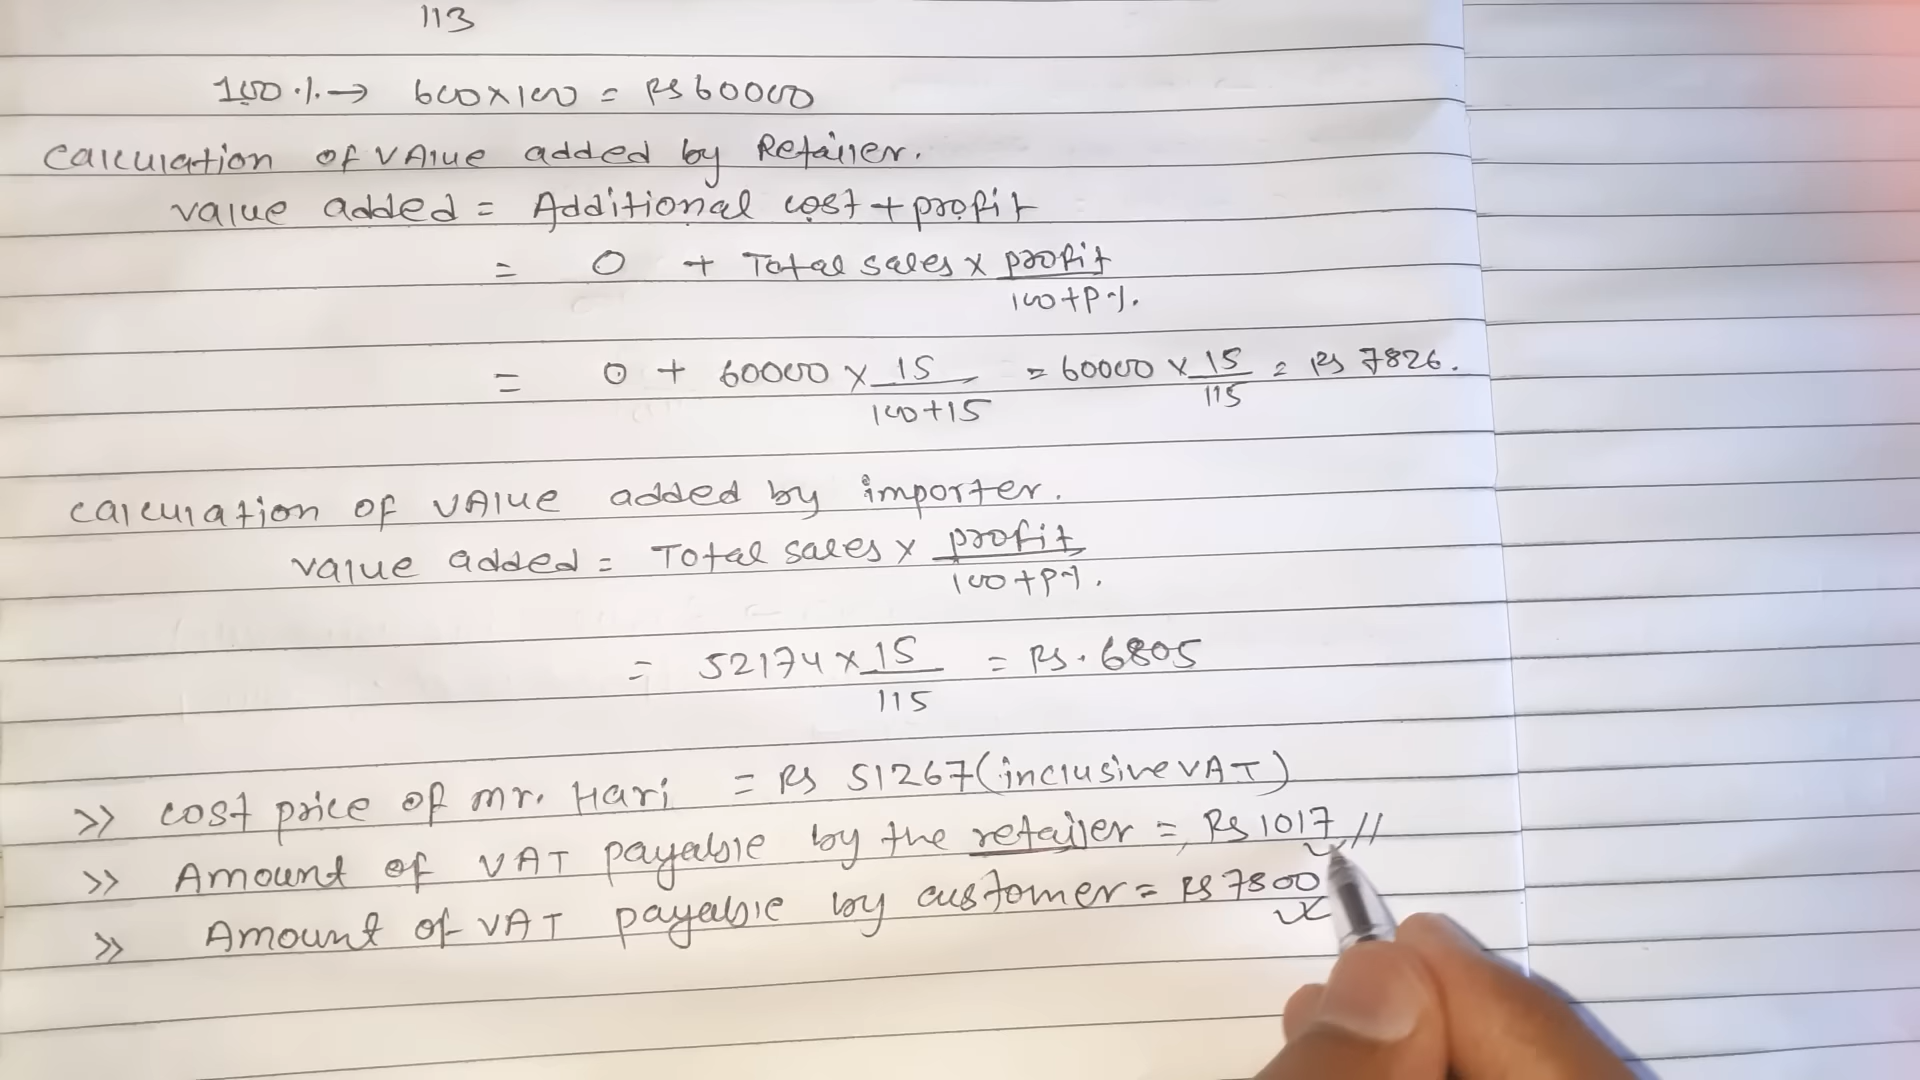 113
100%→ 600×100 = Rs 60000
Calculation of value added by Retailer.
value added = Additional cost + profit
= 0 + Total sales × profit
100+P%.
= 0 + 60000 × 15 = 60000 × 15 = Rs 7826.
100+15 115
Calculation of value added by importer.
value added = Total sales × profit
100+P%.
= 52174 × 15 = Rs. 6805
115
>> cost price of mr. Hari = Rs 51267 (inclusive VAT)
>> Amount of VAT payable by the retailer = Rs 1017 //
>> Amount of VAT payable by customer = Rs 7800